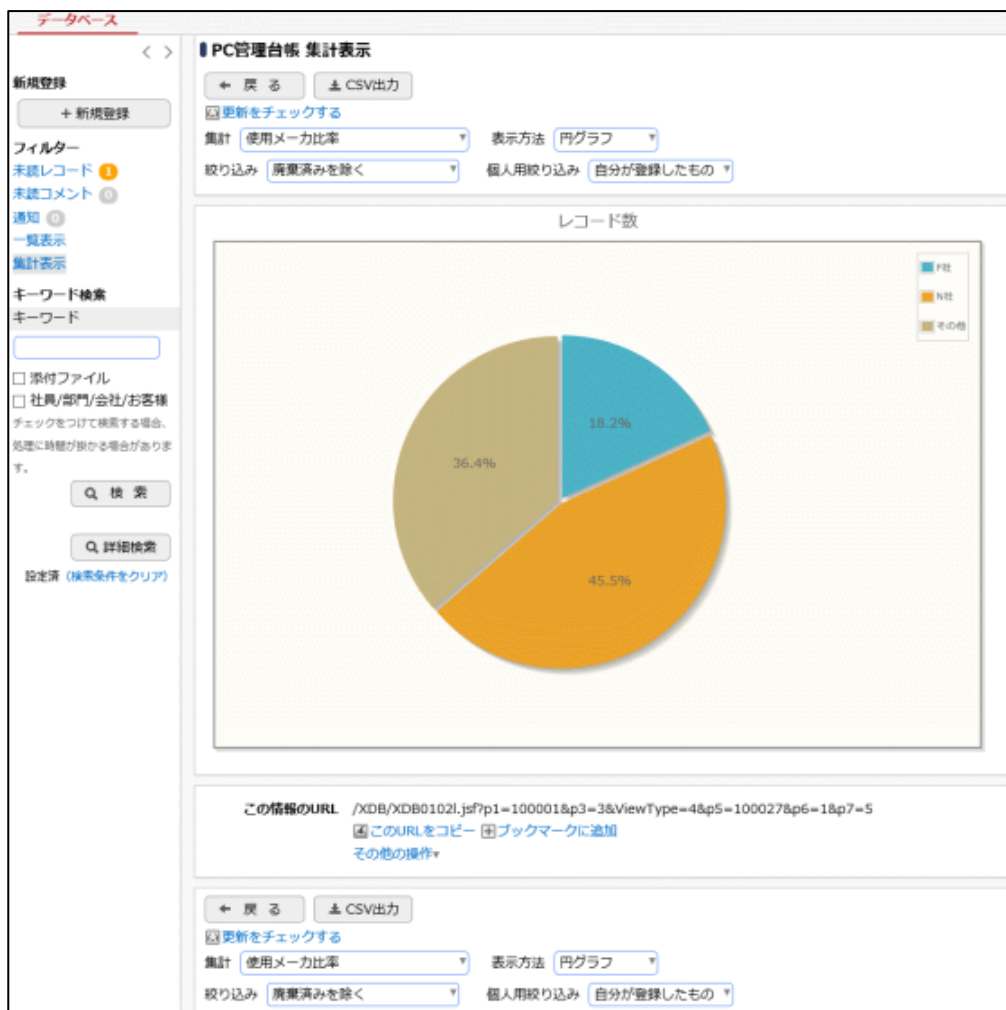 データベース
< >
新規登録
+ 新規登録
フィルター
未読レコード 1
未読コメント 0
通知 0
一覧表示
集計表示
キーワード検索
キーワード
添付ファイル
社員/部門/会社/お客様
チェックをつけて検索する場合、
処理に時間が掛かる場合がありま
す。
検 索
詳細検索
設定済 (検索条件をクリア)
PC管理台帳 集計表示
戻 る CSV出力
更新をチェックする
集計 使用メーカ比率 表示方法 円グラフ
絞り込み 廃棄済みを除く 個人用絞り込み 自分が登録したもの
レコード数
F社
N社
その他
18.2%
36.4%
45.5%
この情報のURL /XDB/XDB0102l.jsf?p1=100001&p3=3&ViewType=4&p5=100027&p6=1&p7=5
このURLをコピー ブックマークに追加
その他の操作▼
戻 る CSV出力
更新をチェックする
集計 使用メーカ比率 表示方法 円グラフ
絞り込み 廃棄済みを除く 個人用絞り込み 自分が登録したもの